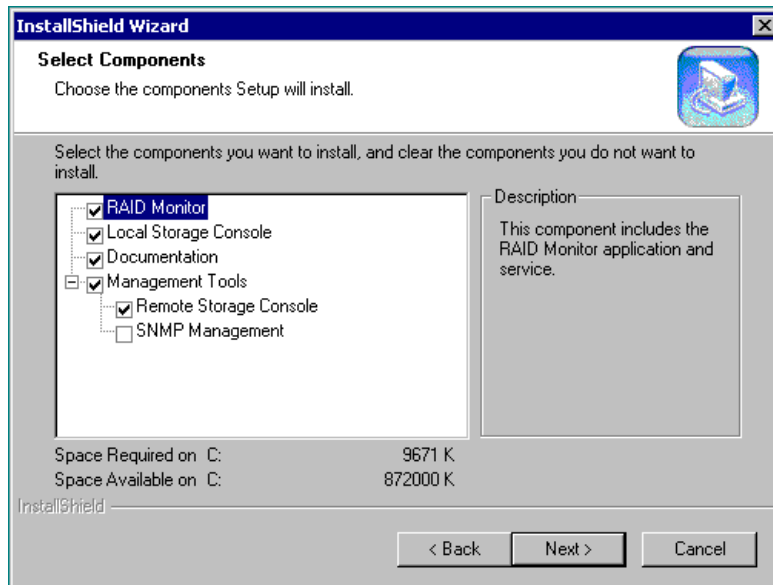 InstallShield Wizard
Select Components
Choose the components Setup will install.
Select the components you want to install, and clear the components you do not want to
install.
RAID Monitor
Local Storage Console
Documentation
Management Tools
Remote Storage Console
SNMP Management
Description
This component includes the
RAID Monitor application and
service.
Space Required on C: 9671 K
Space Available on C: 872000 K
InstallShield
< Back Next > Cancel